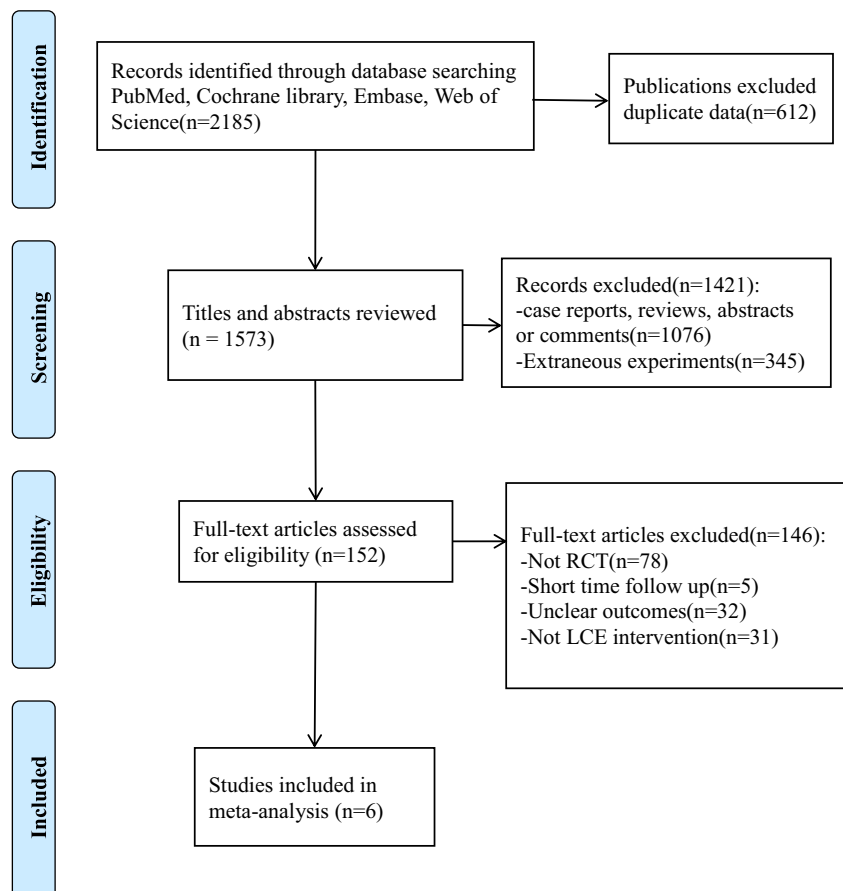 Identification
Records identified through database searching
PubMed, Cochrane library, Embase, Web of
Science(n=2185)
Publications excluded
duplicate data(n=612)
Screening
Titles and abstracts reviewed
(n = 1573)
Records excluded(n=1421):
-case reports, reviews, abstracts
or comments(n=1076)
-Extraneous experiments(n=345)
Eligibility
Full-text articles assessed
for eligibility (n=152)
Full-text articles excluded(n=146):
-Not RCT(n=78)
-Short time follow up(n=5)
-Unclear outcomes(n=32)
-Not LCE intervention(n=31)
Included
Studies included in
meta-analysis (n=6)